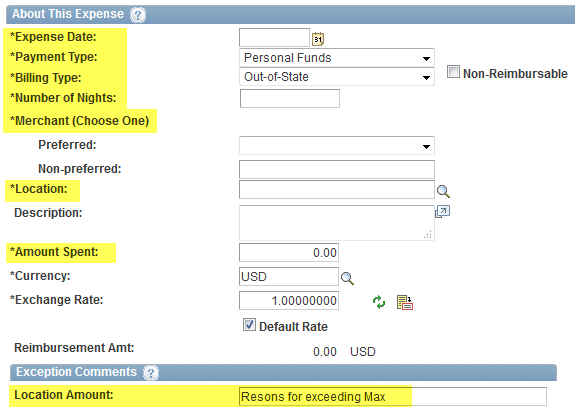 About This Expense ?
*Expense Date: 31
*Payment Type: Personal Funds
*Billing Type: Out-of-State Non-Reimbursable
*Number of Nights:
*Merchant (Choose One)
Preferred:
Non-preferred:
*Location:
Description:
*Amount Spent: 0.00
*Currency: USD
*Exchange Rate: 1.00000000
Default Rate
Reimbursement Amt: 0.00 USD
Exception Comments ?
Location Amount: Resons for exceeding Max